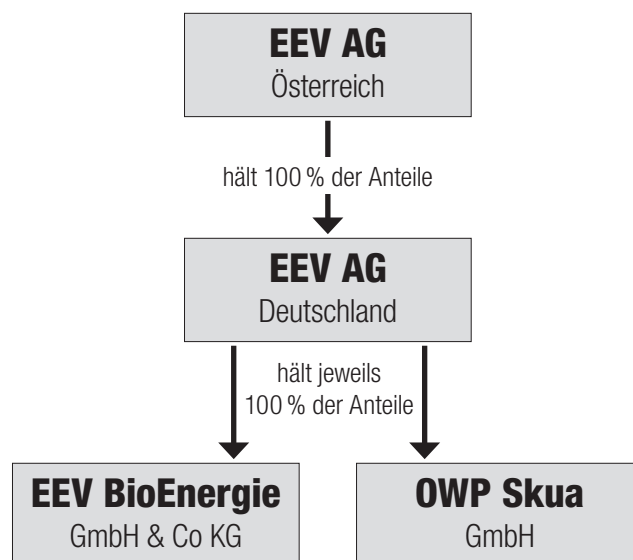 EEV AG
Österreich
hält 100 % der Anteile
EEV AG
Deutschland
hält jeweils
100 % der Anteile
EEV BioEnergie
GmbH & Co KG
OWP Skua
GmbH